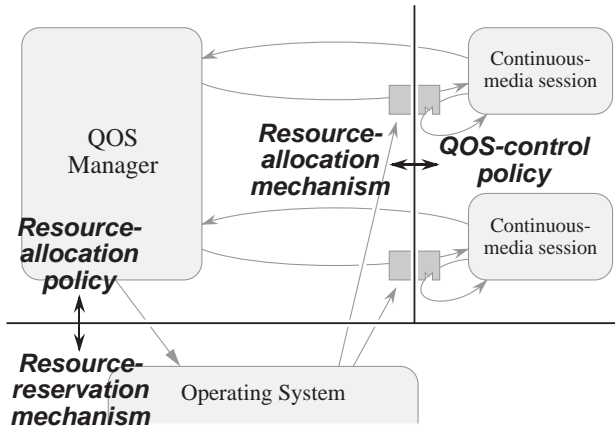 Continuous-
media session
QOS
Manager
Resource-
allocation
mechanism
QOS-control
policy
Resource-
allocation
policy
Continuous-
media session
Resource-
reservation
mechanism
Operating System